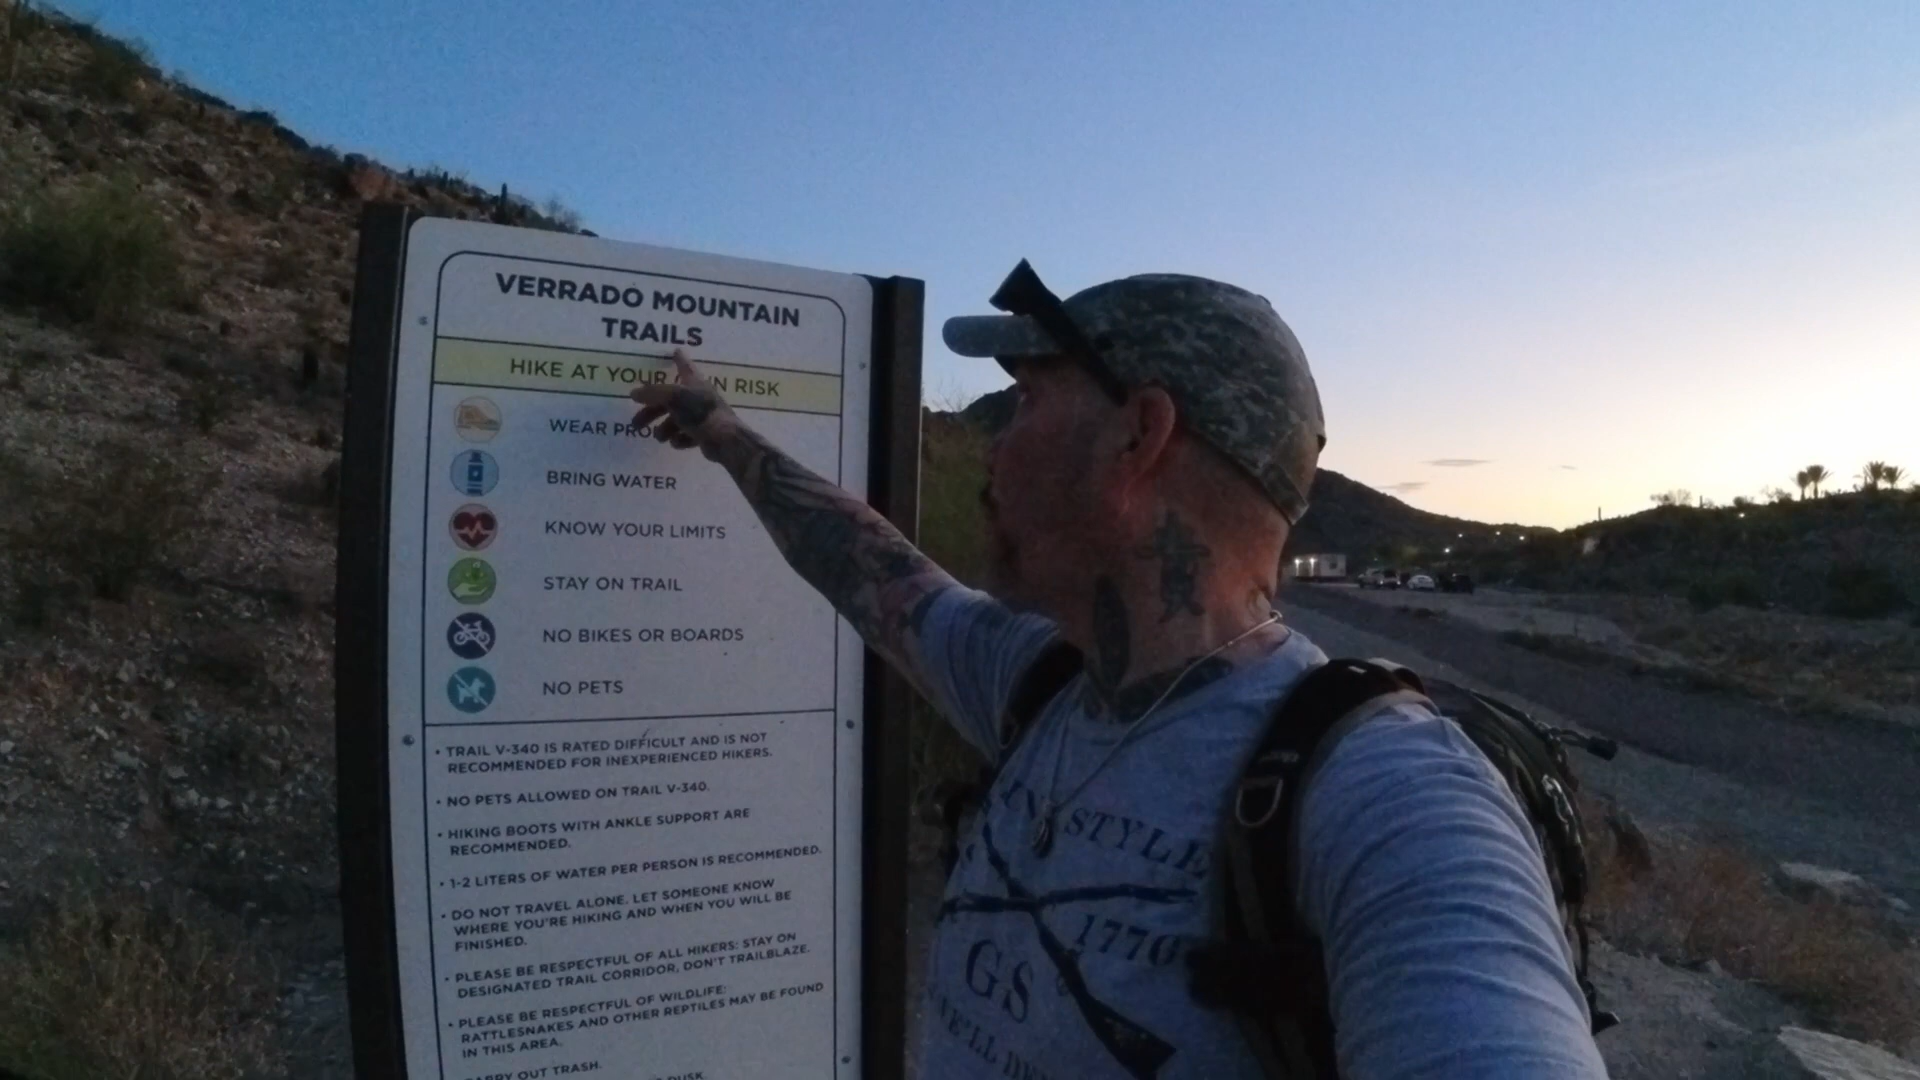 VERRADO MOUNTAIN
TRAILS
HIKE AT YOUR RISK
WEAR
BRING WATER
KNOW YOUR LIMITS
STAY ON TRAIL
NO BIKES OR BOARDS
NO PETS
• TRAIL V-340 IS RATED DIFFICULT AND IS NOT
RECOMMENDED FOR INEXPERIENCED HIKERS.
• NO PETS ALLOWED ON TRAIL V-340.
• HIKING BOOTS WITH ANKLE SUPPORT ARE
RECOMMENDED.
• 1-2 LITERS OF WATER PER PERSON IS RECOMMENDED.
• DO NOT TRAVEL ALONE. LET SOMEONE KNOW
WHERE YOU'RE HIKING AND WHEN YOU WILL BE
FINISHED.
• PLEASE BE RESPECTFUL OF ALL HIKERS: STAY ON
DESIGNATED TRAIL CORRIDOR, DON'T TRAILBLAZE.
• PLEASE BE RESPECTFUL OF WILDLIFE:
RATTLESNAKES AND OTHER REPTILES MAY BE FOUND
IN THIS AREA.
OUT TRASH.
DUSK
STYLE
1776
GS